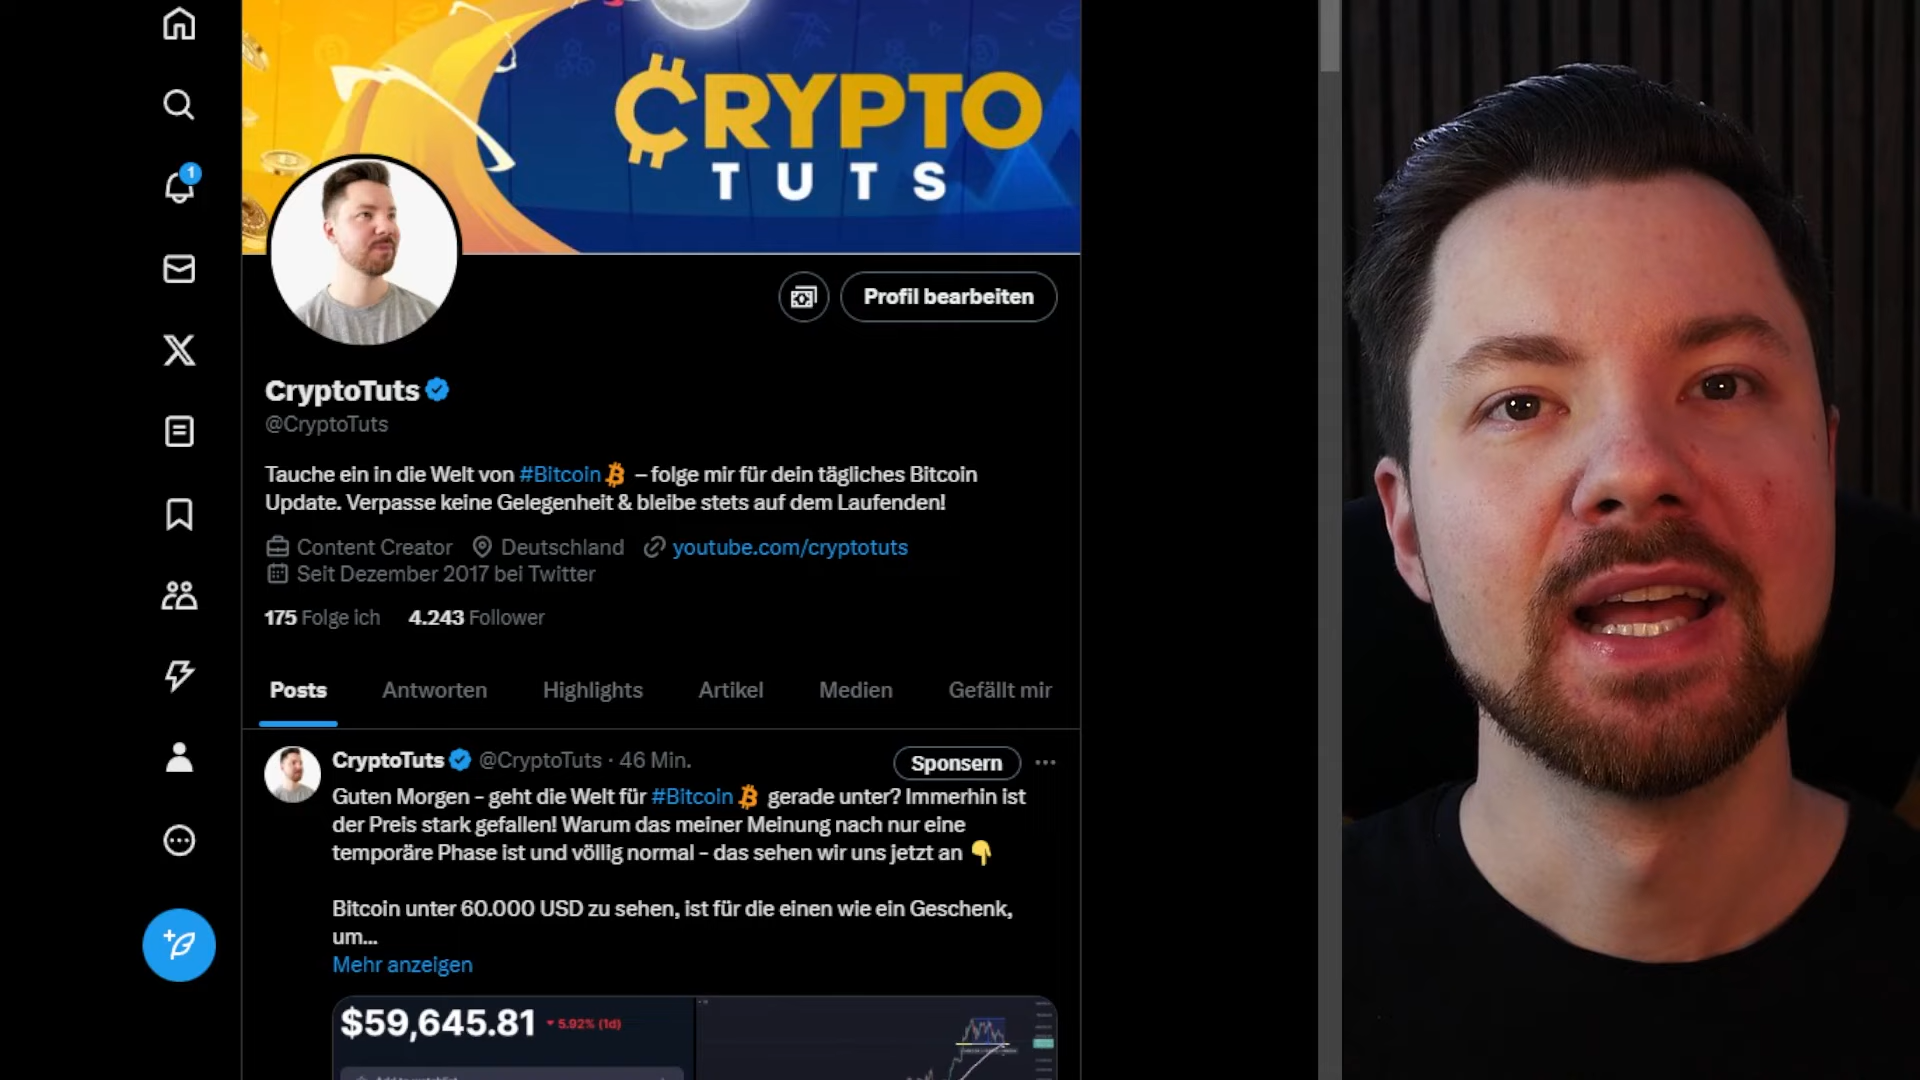 CRYPTO
TUTS
1
Profil bearbeiten
CryptoTuts
@CryptoTuts
Tauche ein in die Welt von #Bitcoin – folge mir für dein tägliches Bitcoin
Update. Verpasse keine Gelegenheit & bleibe stets auf dem Laufenden!
Content Creator Deutschland youtube.com/cryptotuts
Seit Dezember 2017 bei Twitter
175 Folge ich 4.243 Follower
Posts Antworten Highlights Artikel Medien Gefällt mir
CryptoTuts @CryptoTuts · 46 Min. Sponsern
Guten Morgen – geht die Welt für #Bitcoin gerade unter? Immerhin ist
der Preis stark gefallen! Warum das meiner Meinung nach nur eine
temporäre Phase ist und völlig normal – das sehen wir uns jetzt an
Bitcoin unter 60.000 USD zu sehen, ist für die einen wie ein Geschenk,
um...
Mehr anzeigen
$59,645.81 5.92% (1d)